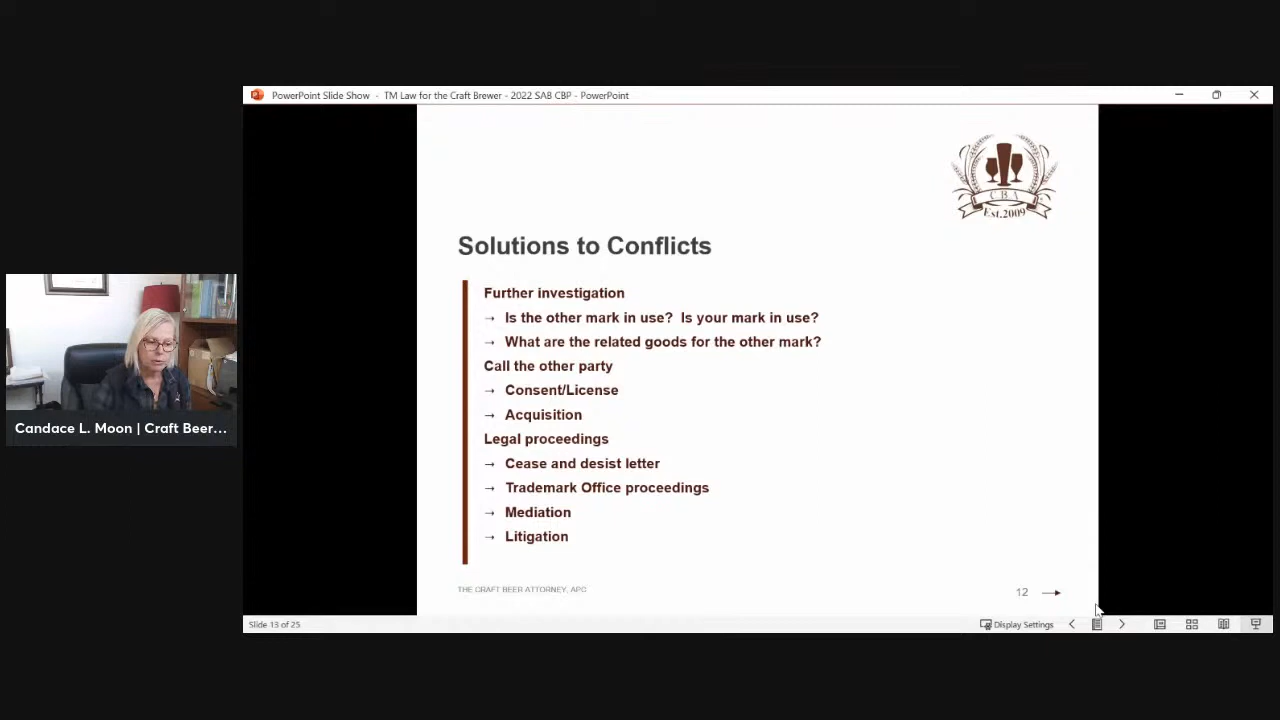 PowerPoint Slide Show - TM Law for the Craft Brewer - 2022 SAB CBP - PowerPoint
C.B.A
Est.2009
Solutions to Conflicts
Further investigation
→ Is the other mark in use? Is your mark in use?
→ What are the related goods for the other mark?
Call the other party
→ Consent/License
→ Acquisition
Legal proceedings
→ Cease and desist letter
→ Trademark Office proceedings
→ Mediation
→ Litigation
Candace L. Moon | Craft Beer...
THE CRAFT BEER ATTORNEY, APC
12
Slide 13 of 25
Display Settings